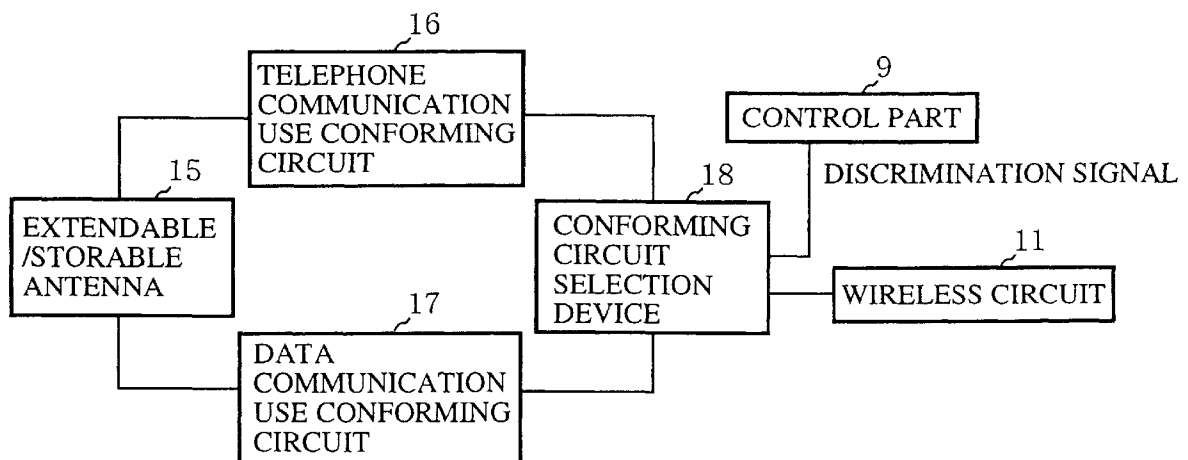 16
TELEPHONE
COMMUNICATION
USE CONFORMING
CIRCUIT
9
CONTROL PART
DISCRIMINATION SIGNAL
15
EXTENDABLE
/STORABLE
ANTENNA
18
CONFORMING
CIRCUIT
SELECTION
DEVICE
11
WIRELESS CIRCUIT
17
DATA
COMMUNICATION
USE CONFORMING
CIRCUIT